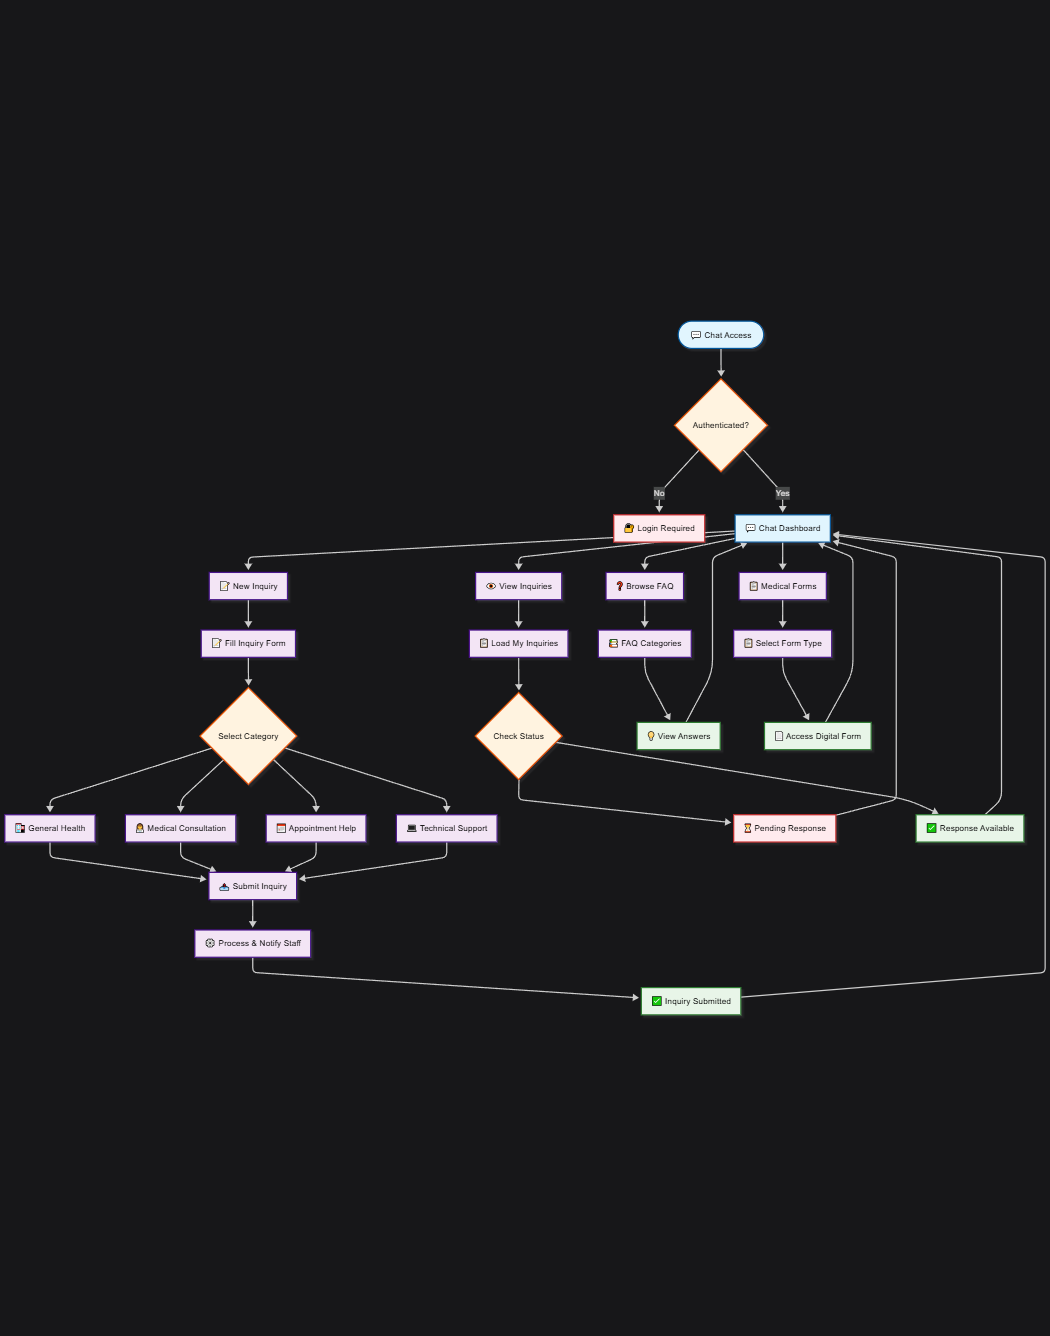 Chat Access
Authenticated?
No
Yes
Login Required
Chat Dashboard
New Inquiry
View Inquiries
Browse FAQ
Medical Forms
Fill Inquiry Form
Load My Inquiries
FAQ Categories
Select Form Type
Select Category
Check Status
View Answers
Access Digital Form
General Health
Medical Consultation
Appointment Help
Technical Support
Pending Response
Response Available
Submit Inquiry
Process & Notify Staff
Inquiry Submitted